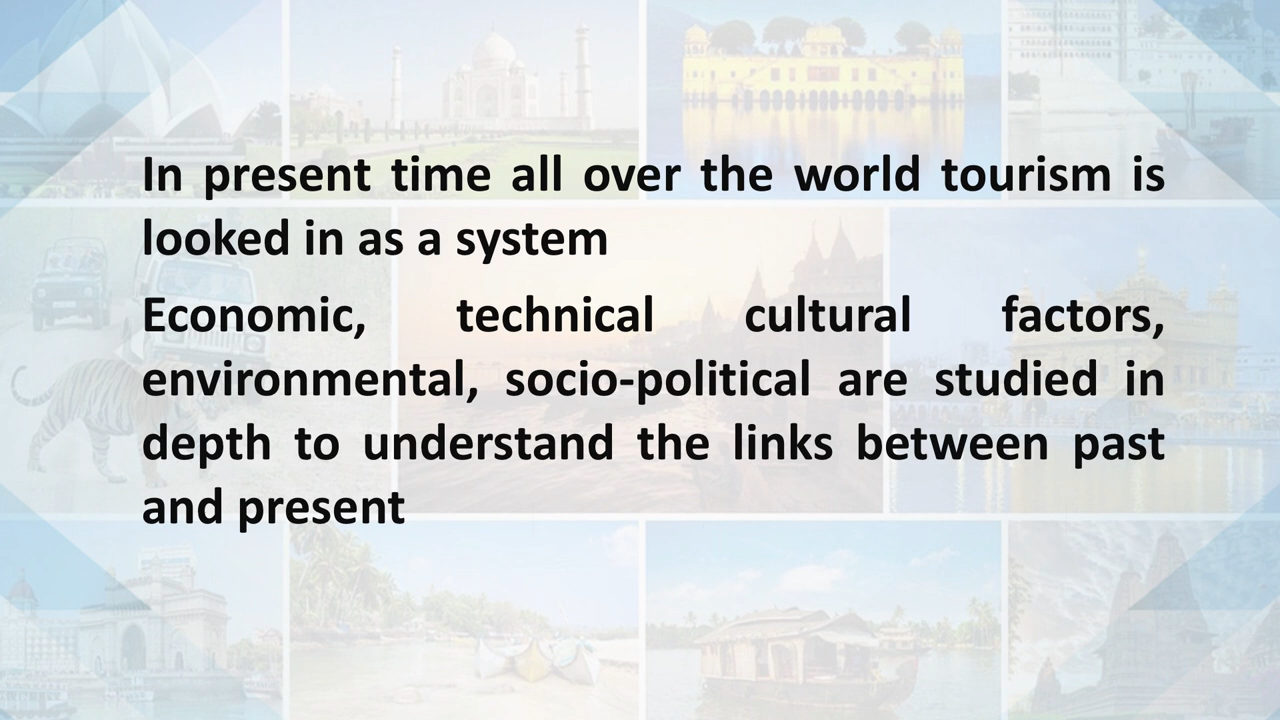 In present time all over the world tourism is
looked in as a system
Economic, technical cultural factors,
environmental, socio-political are studied in
depth to understand the links between past
and present